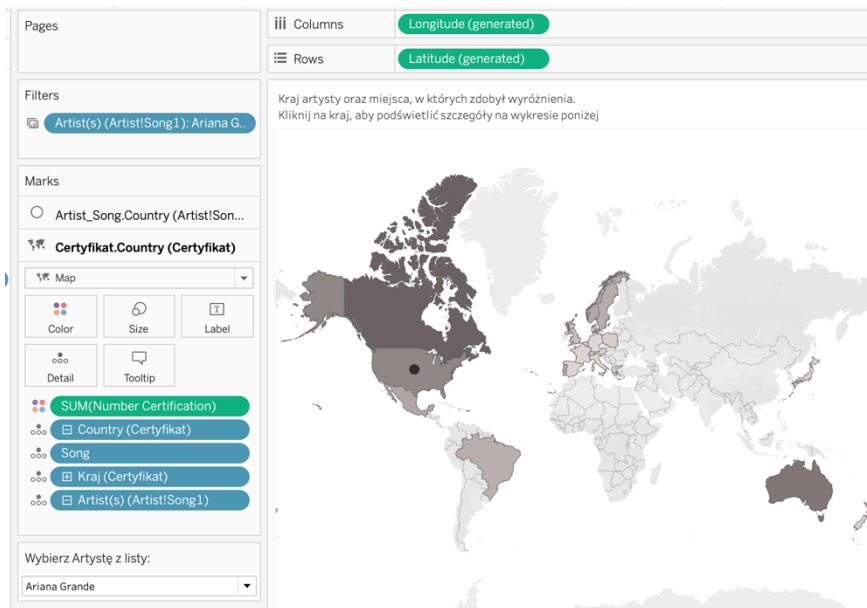 Pages
Columns
Longitude (generated)
Rows
Latitude (generated)
Filters
Artist(s) (Artist!Song1): Ariana G..
Kraj artysty oraz miejsca, w których zdobył wyróżnienia.
Kliknij na kraj, aby podświetlić szczegóły na wykresie poniżej
Marks
Artist_Song.Country (Artist!Son...
Certyfikat.Country (Certyfikat)
Map
Color
Size
Label
Detail
Tooltip
SUM(Number Certification)
Country (Certyfikat)
Song
Kraj (Certyfikat)
Artist(s) (Artist!Song1)
Wybierz Artystę z listy:
Ariana Grande